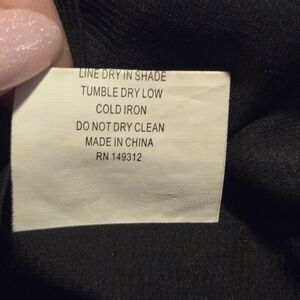 LINE DRY IN SHADE
TUMBLE DRY LOW
COLD IRON
DO NOT DRY CLEAN
MADE IN CHINA
RN 149312